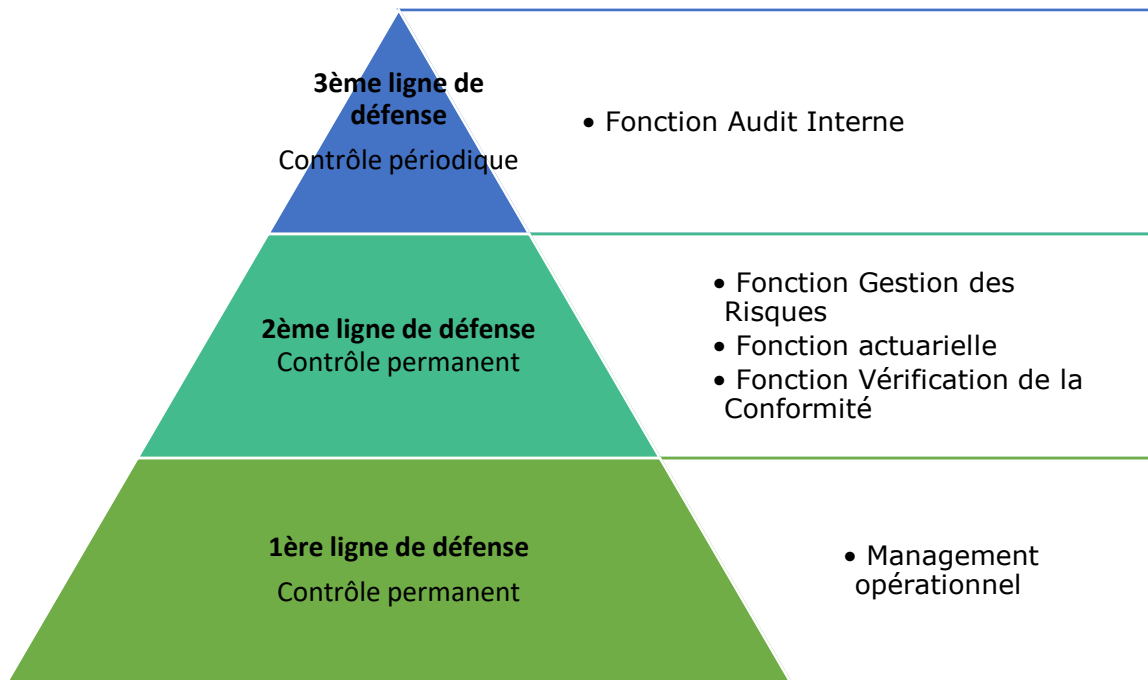 3ème ligne de
défense
Contrôle périodique
• Fonction Audit Interne
2ème ligne de défense
Contrôle permanent
• Fonction Gestion des
Risques
• Fonction actuarielle
• Fonction Vérification de la
Conformité
1ère ligne de défense
Contrôle permanent
• Management
opérationnel